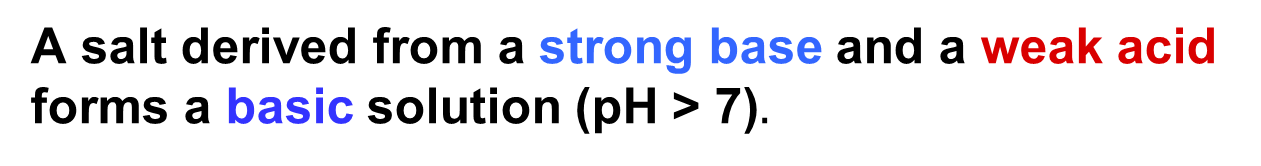 A salt derived from a strong base and a weak acid
forms a basic solution (pH > 7).